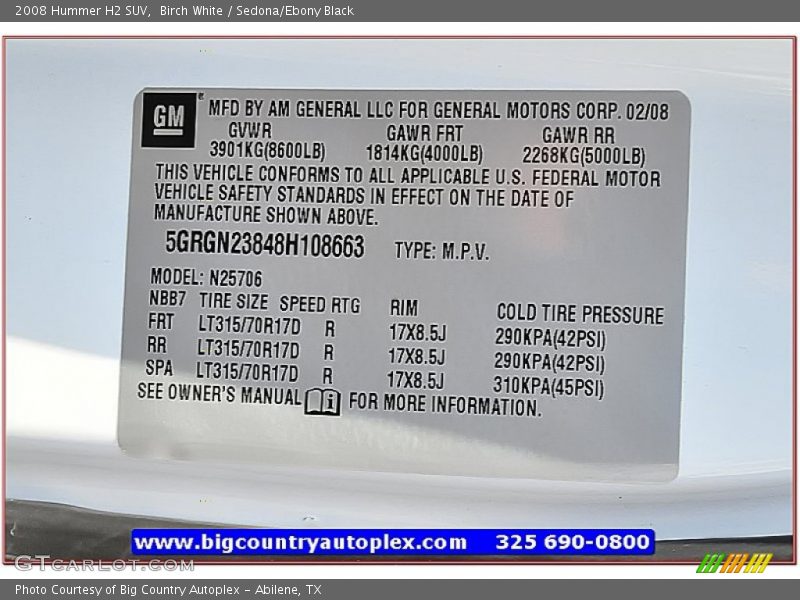 2008 Hummer H2 SUV,  Birch White / Sedona/Ebony Black
GM
MFD BY AM GENERAL LLC FOR GENERAL MOTORS CORP. 02/08
GVWR GAWR FRT GAWR RR
3901KG(8600LB) 1814KG(4000LB) 2268KG(5000LB)
THIS VEHICLE CONFORMS TO ALL APPLICABLE U.S. FEDERAL MOTOR
VEHICLE SAFETY STANDARDS IN EFFECT ON THE DATE OF
MANUFACTURE SHOWN ABOVE.
5GRGN23848H108663 TYPE: M.P.V.
MODEL: N25706
NBB7 TIRE SIZE SPEED RTG RIM COLD TIRE PRESSURE
FRT LT315/70R17D R 17X8.5J 290KPA(42PSI)
RR LT315/70R17D R 17X8.5J 290KPA(42PSI)
SPA LT315/70R17D R 17X8.5J 310KPA(45PSI)
SEE OWNER'S MANUAL i FOR MORE INFORMATION.
www.bigcountryautoplex.com 325 690-0800
GTcarlot.com
Photo Courtesy of Big Country Autoplex - Abilene, TX